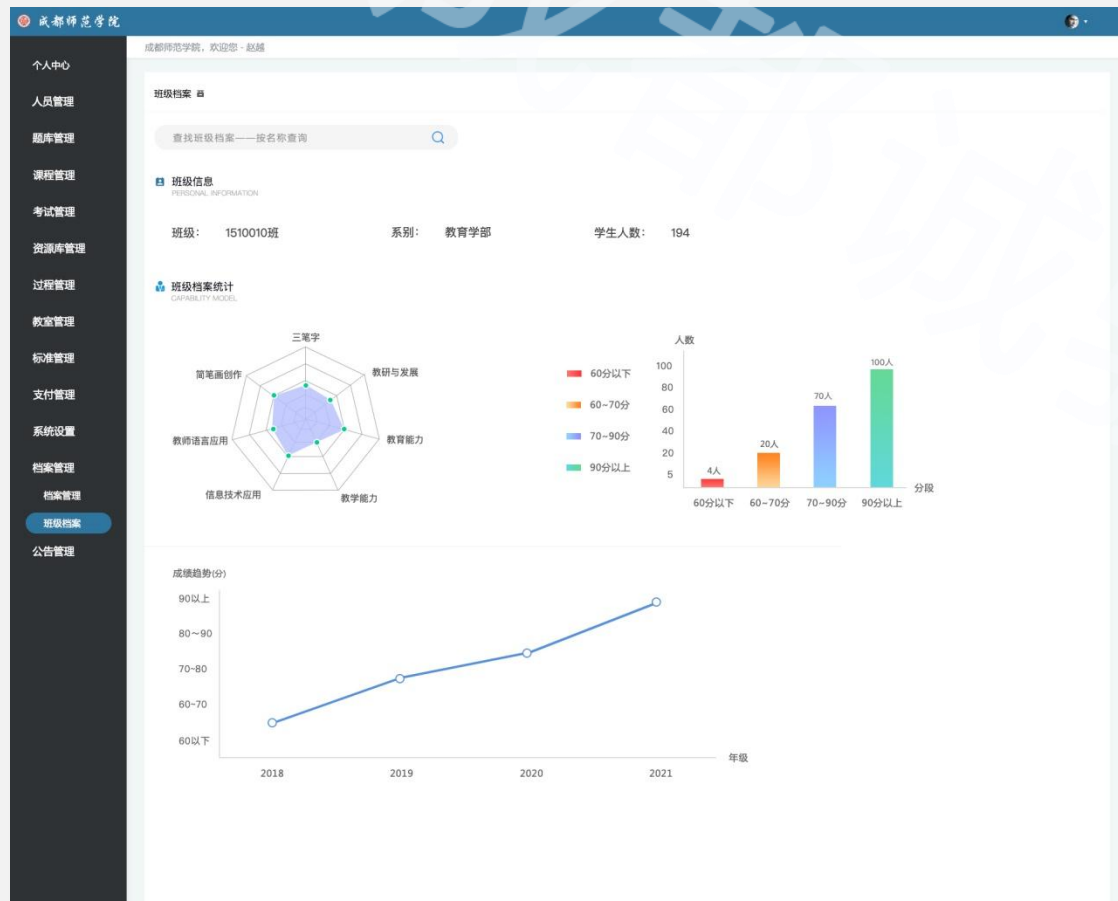 成都师范学院
成都师范学院，欢迎您 - 赵越
个人中心
人员管理
题库管理
课程管理
考试管理
资源库管理
过程管理
教室管理
标准管理
支付管理
系统设置
档案管理
档案管理
班级档案
公告管理
班级档案
查找班级档案——按名称查询
班级信息
PERSONAL INFORMATION
班级： 1510010班 系别： 教育学部 学生人数： 194
班级档案统计
CAPABILITY MODEL
三笔字
教研与发展
教育能力
教学能力
信息技术应用
教师语言应用
简笔画创作
60分以下
60~70分
70~90分
90分以上
人数
100
80
60
40
20
5
4人
20人
70人
100人
60分以下 60~70分 70~90分 90分以上
分段
成绩趋势(分)
90以上
80~90
70~80
60~70
60以下
2018 2019 2020 2021
年级